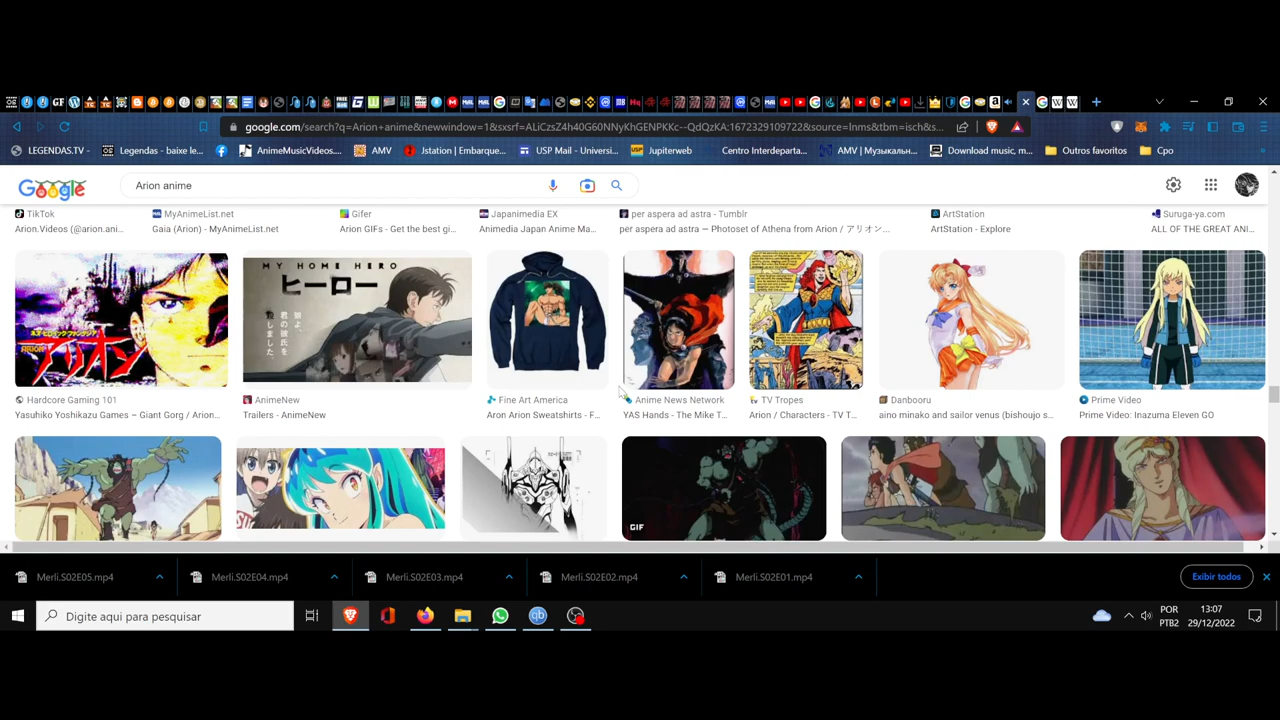 google.com/search?q=Arion+anime&newwindow=1&sxsrf=ALiCzsZ4h40G60NNyKhGENPKKc--QdQzKA:1672329109722&source=lnms&tbm=isch&s...
LEGENDAS.TV - Legendas - baixe le... AnimeMusicVideos.... AMV Jstation | Embarque... USP Mail - Universi... Jupiterweb Centro Interdeparta... AMV | Музыкальн... Download music, m... Outros favoritos Cpo
Google Arion anime
TikTok MyAnimeList.net Gifer Japanimedia EX per aspera ad astra - Tumblr ArtStation Suruga-ya.com
Arion.Videos (@arion.ani... Gaia (Arion) - MyAnimeList.net Arion GIFs - Get the best gi... Animedia Japan Anime Ma... per aspera ad astra — Photoset of Athena from Arion / アリオン... ArtStation - Explore ALL OF THE GREAT ANI...
MY HOME HERO
ヒーロー
アリオン
Hardcore Gaming 101 AnimeNew Fine Art America Anime News Network TV Tropes Danbooru Prime Video
Yasuhiko Yoshikazu Games – Giant Gorg / Arion... Trailers - AnimeNew Aron Arion Sweatshirts - F... YAS Hands - The Mike T... Arion / Characters - TV T... aino minako and sailor venus (bishoujo s... Prime Video: Inazuma Eleven GO
GIF
Merli.S02E05.mp4 Merli.S02E04.mp4 Merli.S02E03.mp4 Merli.S02E02.mp4 Merli.S02E01.mp4 Exibir todos
Digite aqui para pesquisar
POR 13:07
PTB2 29/12/2022